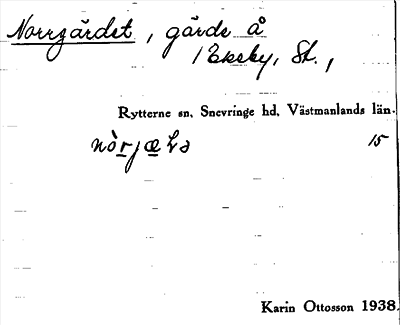 Norrgärdet, gärde å
Ekeby, St.,
Rytterne sn, Snevringe hd, Västmanlands län.
15
Karin Ottosson 1938.